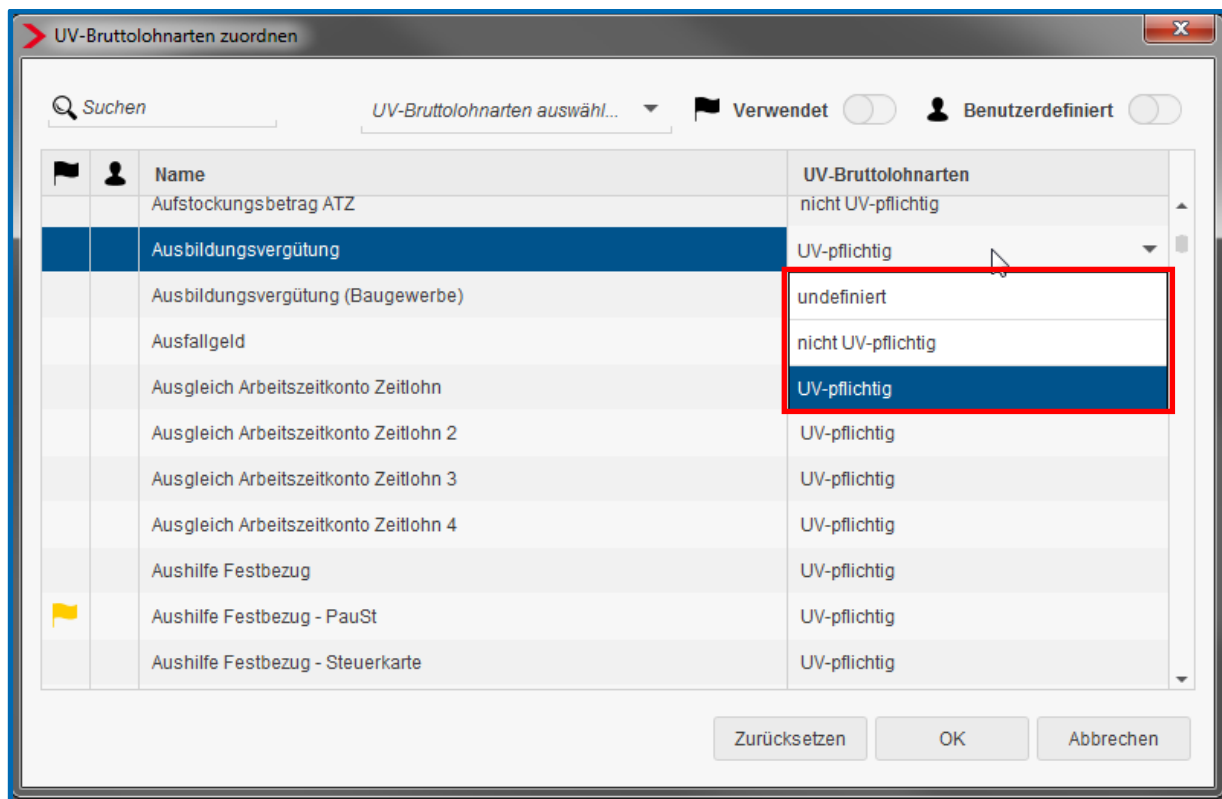 UV-Bruttolohnarten zuordnen
x
Suchen UV-Bruttolohnarten auswähl... Verwendet Benutzerdefiniert
Name UV-Bruttolohnarten
Aufstockungsbetrag ATZ nicht UV-pflichtig
Ausbildungsvergütung UV-pflichtig
Ausbildungsvergütung (Baugewerbe) undefiniert
Ausfallgeld nicht UV-pflichtig
Ausgleich Arbeitszeitkonto Zeitlohn UV-pflichtig
Ausgleich Arbeitszeitkonto Zeitlohn 2 UV-pflichtig
Ausgleich Arbeitszeitkonto Zeitlohn 3 UV-pflichtig
Ausgleich Arbeitszeitkonto Zeitlohn 4 UV-pflichtig
Aushilfe Festbezug UV-pflichtig
Aushilfe Festbezug - PauSt UV-pflichtig
Aushilfe Festbezug - Steuerkarte UV-pflichtig
Zurücksetzen OK Abbrechen